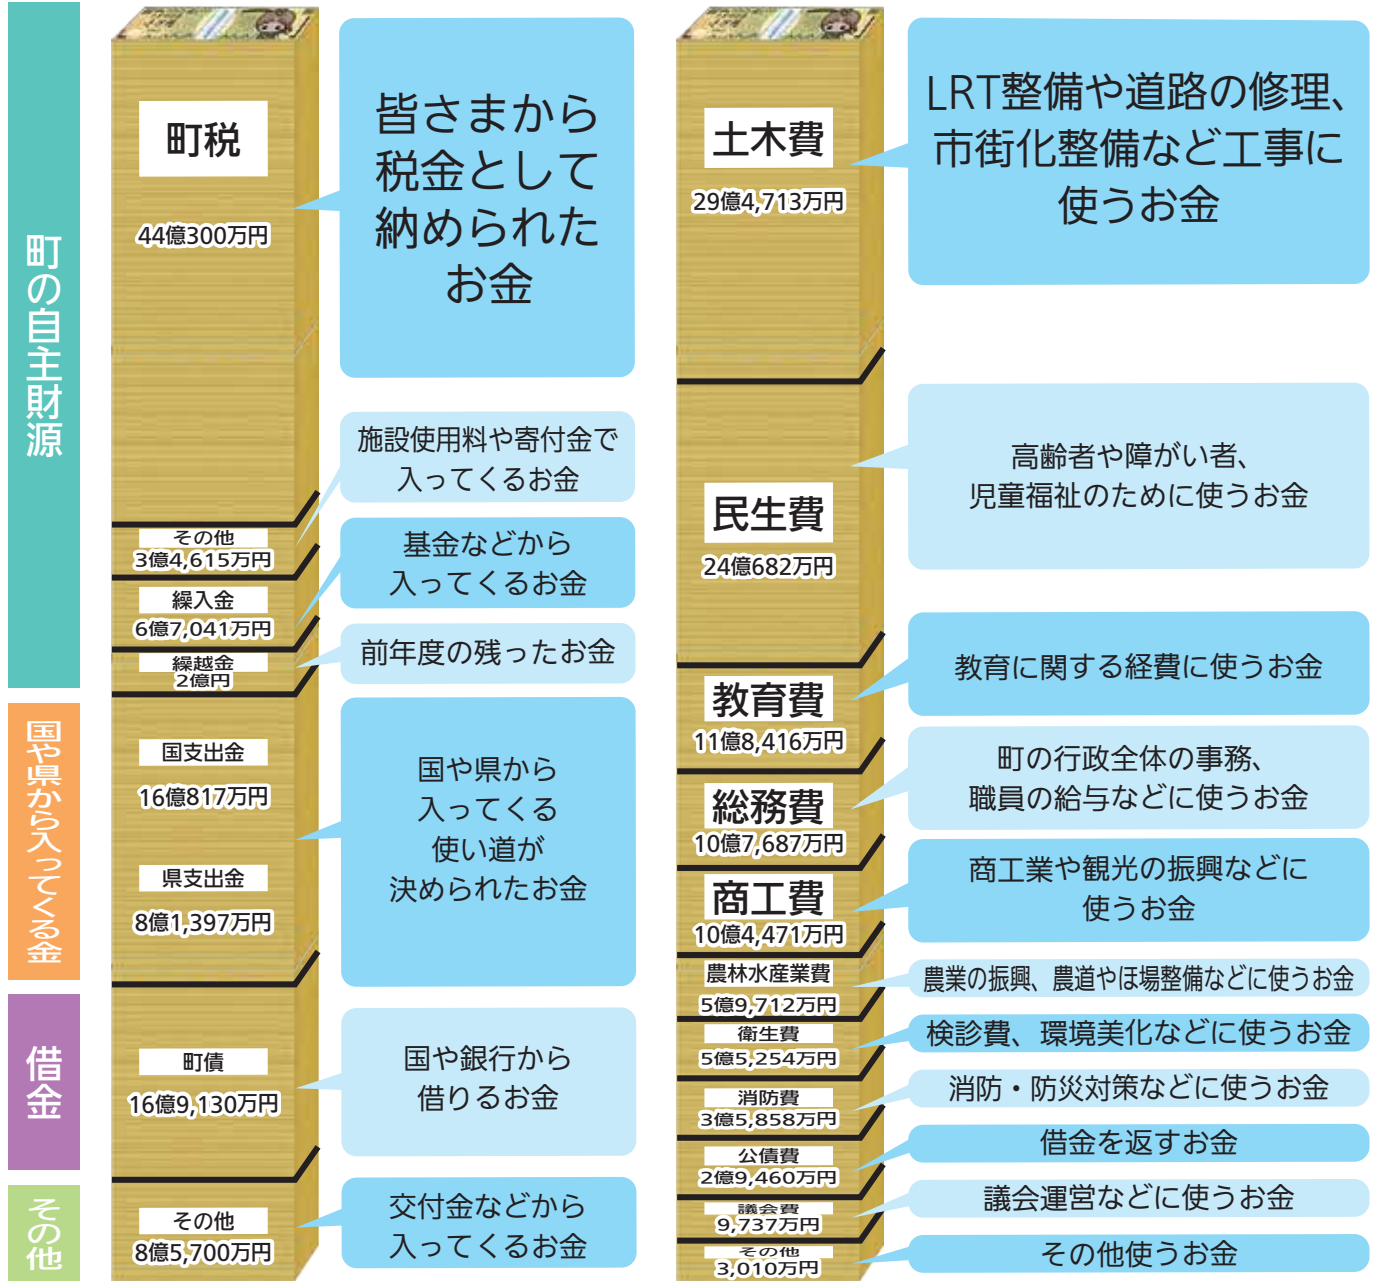 町の自主財源
町税
44億300万円
皆さまから
税金として
納められた
お金
その他
3億4,615万円
施設使用料や寄付金で
入ってくるお金
繰入金
6億7,041万円
基金などから
入ってくるお金
繰越金
2億円
前年度の残ったお金
国や県から入ってくる金
国支出金
16億817万円
県支出金
8億1,397万円
国や県から
入ってくる
使い道が
決められたお金
借金
町債
16億9,130万円
国や銀行から
借りるお金
その他
その他
8億5,700万円
交付金などから
入ってくるお金
土木費
29億4,713万円
LRT整備や道路の修理、
市街化整備など工事に
使うお金
民生費
24億682万円
高齢者や障がい者、
児童福祉のために使うお金
教育費
11億8,416万円
教育に関する経費に使うお金
総務費
10億7,687万円
町の行政全体の事務、
職員の給与などに使うお金
商工費
10億4,471万円
商工業や観光の振興などに
使うお金
農林水産業費
5億9,712万円
農業の振興、農道やほ場整備などに使うお金
衛生費
5億5,254万円
検診費、環境美化などに使うお金
消防費
3億5,858万円
消防・防災対策などに使うお金
公債費
2億9,460万円
借金を返すお金
議会費
9,737万円
議会運営などに使うお金
その他
3,010万円
その他使うお金